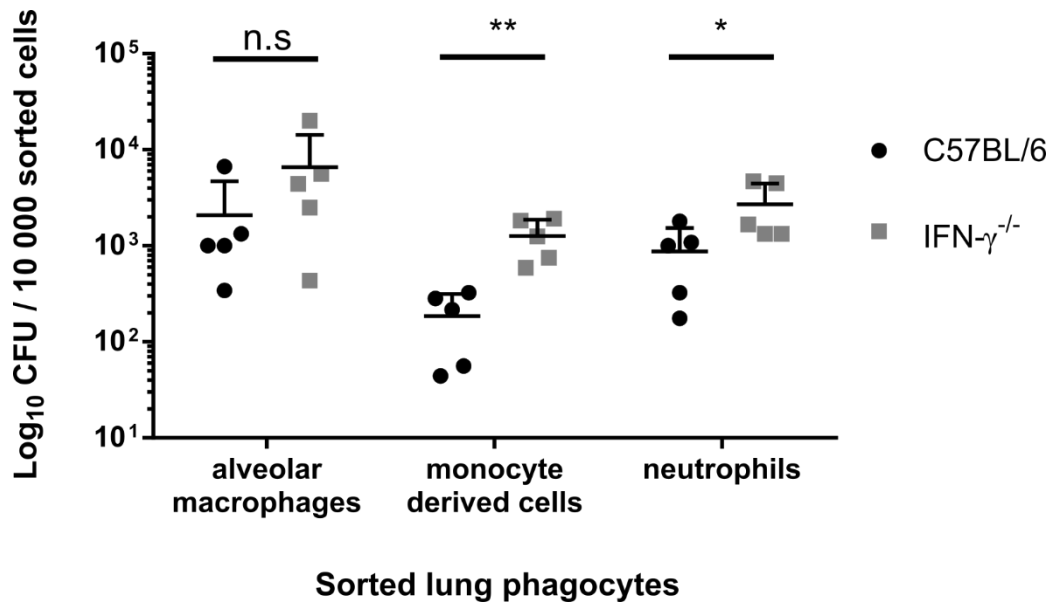 n.s
**
*
10⁵
10⁴
10³
10²
10¹
Log₁₀ CFU / 10 000 sorted cells
C57BL/6
IFN-γ⁻/⁻
alveolar
macrophages
monocyte
derived cells
neutrophils
Sorted lung phagocytes